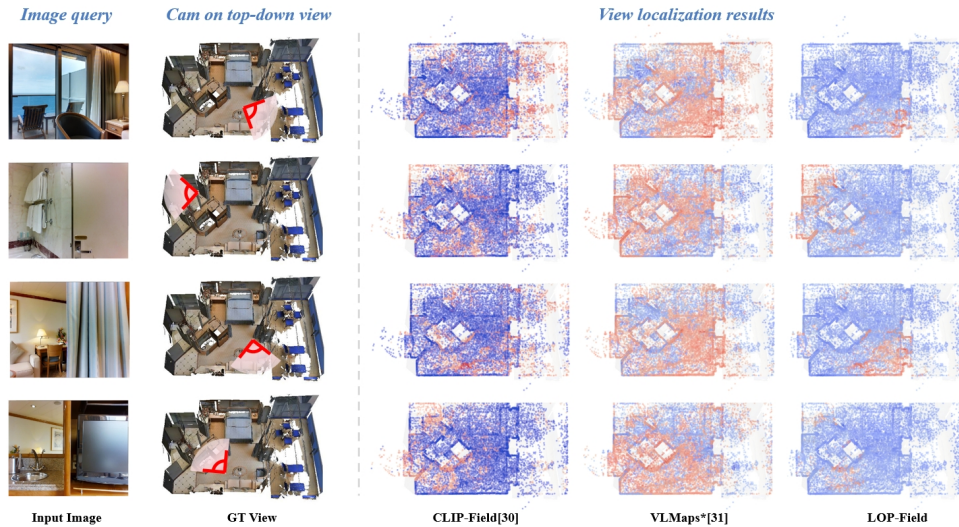 Image query
Cam on top-down view
View localization results
Input Image
GT View
CLIP-Field[30]
VLMaps*[31]
LOP-Field